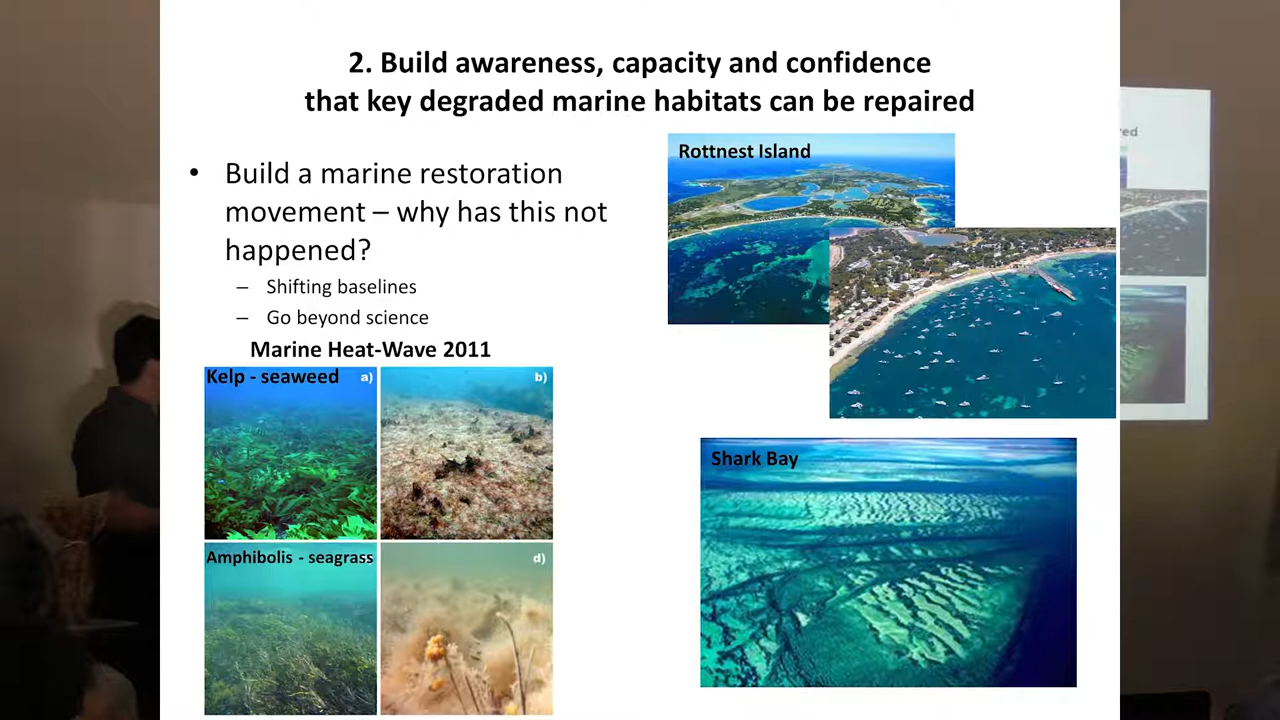 2. Build awareness, capacity and confidence
that key degraded marine habitats can be repaired
• Build a marine restoration
movement – why has this not
happened?
– Shifting baselines
– Go beyond science
Marine Heat-Wave 2011
Kelp - seaweed a)
b)
Amphibolis - seagrass
d)
Rottnest Island
Shark Bay